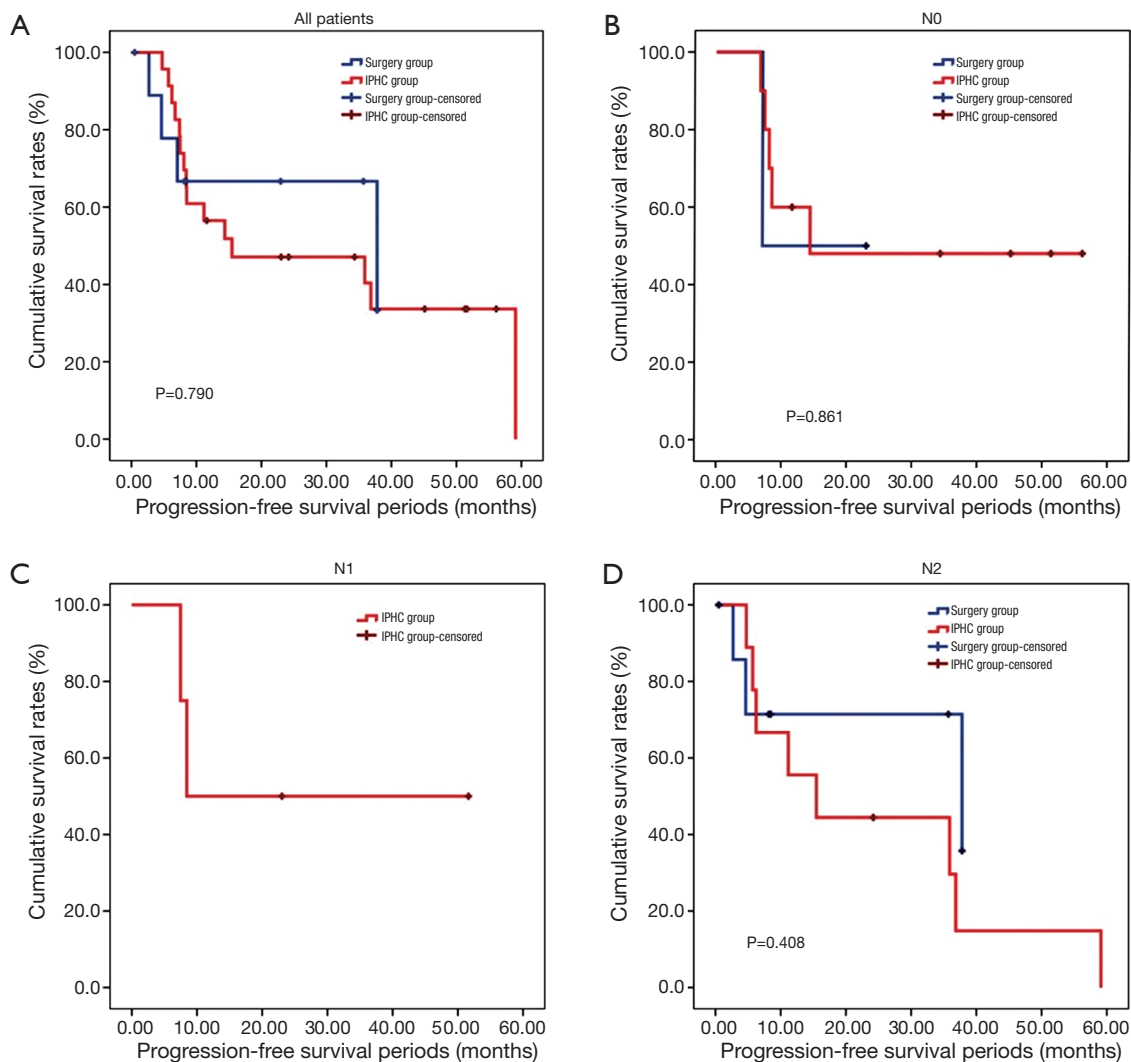 A
All patients
Surgery group
IPHC group
Surgery group-censored
IPHC group-censored
100.0
80.0
60.0
40.0
20.0
0.0
Cumulative survival rates (%)
P=0.790
0.00 10.00 20.00 30.00 40.00 50.00 60.00
Progression-free survival periods (months)
B
N0
Surgery group
IPHC group
Surgery group-censored
IPHC group-censored
100.0
80.0
60.0
40.0
20.0
0.0
Cumulative survival rates (%)
P=0.861
0.00 10.00 20.00 30.00 40.00 50.00 60.00
Progression-free survival periods (months)
C
N1
IPHC group
IPHC group-censored
100.0
80.0
60.0
40.0
20.0
0.0
Cumulative survival rates (%)
0.00 10.00 20.00 30.00 40.00 50.00 60.00
Progression-free survival periods (months)
D
N2
Surgery group
IPHC group
Surgery group-censored
IPHC group-censored
100.0
80.0
60.0
40.0
20.0
0.0
Cumulative survival rates (%)
P=0.408
0.00 10.00 20.00 30.00 40.00 50.00 60.00
Progression-free survival periods (months)